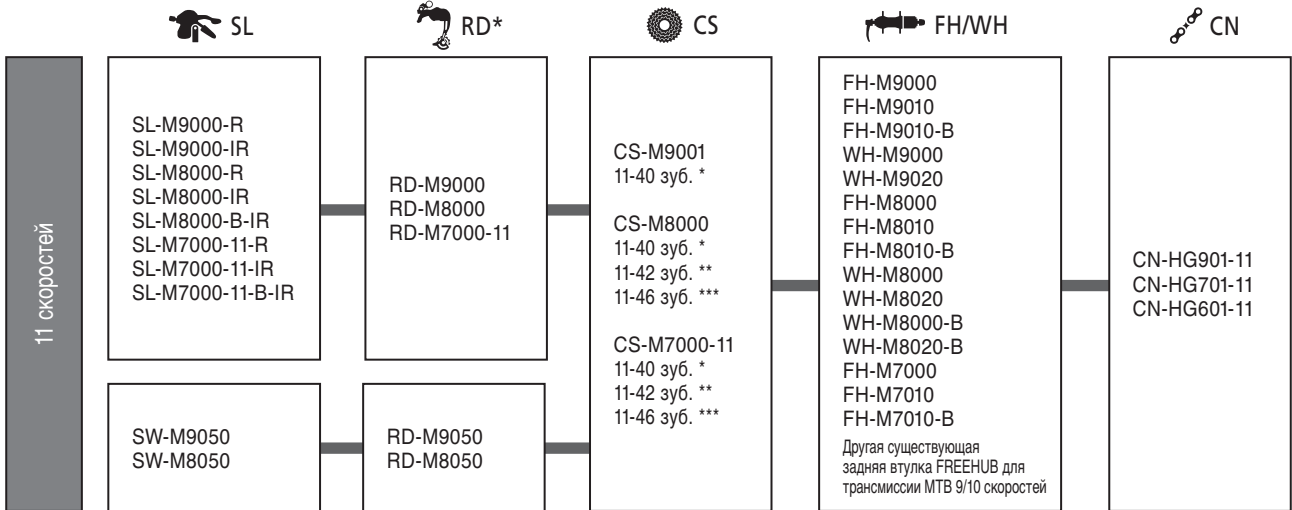 SL
RD*
CS
FH/WH
CN
11 скоростей
SL-M9000-R
SL-M9000-IR
SL-M8000-R
SL-M8000-IR
SL-M8000-B-IR
SL-M7000-11-R
SL-M7000-11-IR
SL-M7000-11-B-IR
RD-M9000
RD-M8000
RD-M7000-11
SW-M9050
SW-M8050
RD-M9050
RD-M8050
CS-M9001
11-40 зуб. *
CS-M8000
11-40 зуб. *
11-42 зуб. **
11-46 зуб. ***
CS-M7000-11
11-40 зуб. *
11-42 зуб. **
11-46 зуб. ***
FH-M9000
FH-M9010
FH-M9010-B
WH-M9000
WH-M9020
FH-M8000
FH-M8010
FH-M8010-B
WH-M8000
WH-M8020
WH-M8000-B
WH-M8020-B
FH-M7000
FH-M7010
FH-M7010-B
Другая существующая
задняя втулка FREEHUB для
трансмиссии МТВ 9/10 скоростей
CN-HG901-11
CN-HG701-11
CN-HG601-11